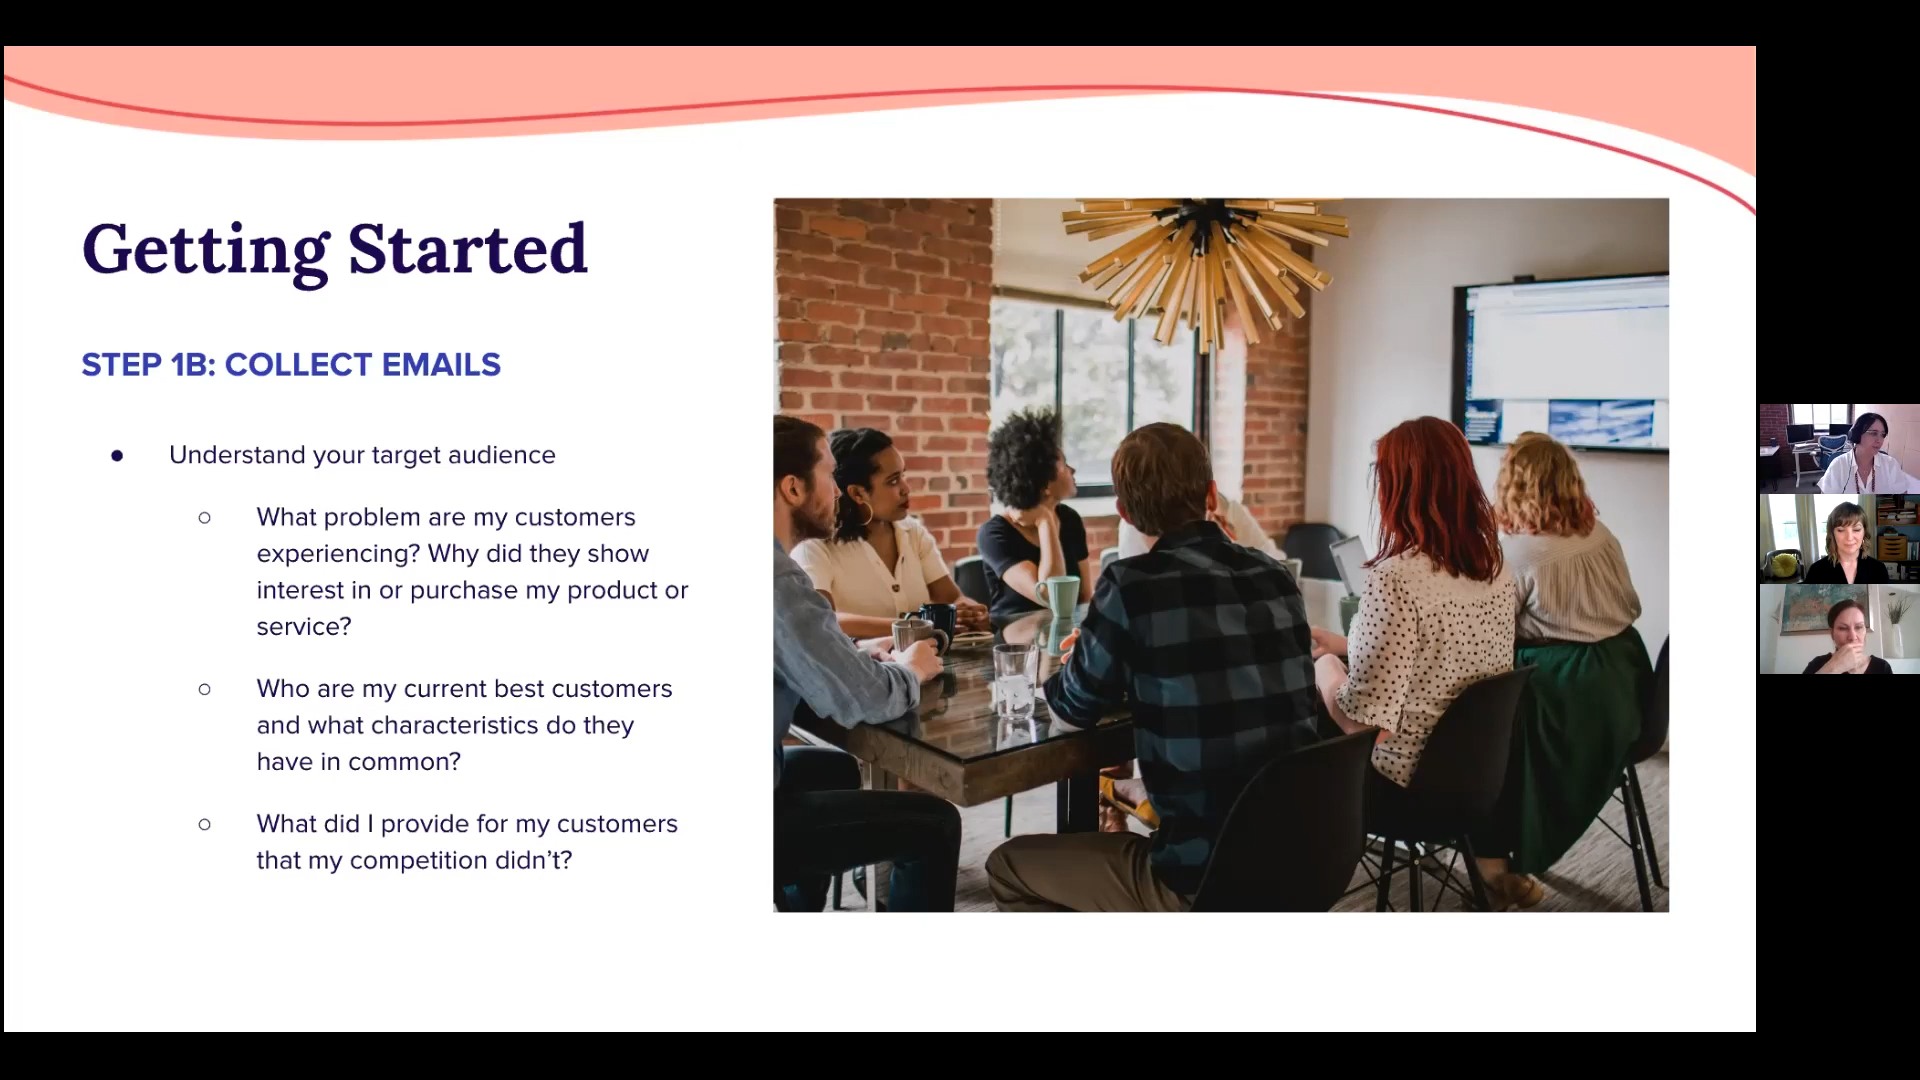 Getting Started
STEP 1B: COLLECT EMAILS
● Understand your target audience
○ What problem are my customers
experiencing? Why did they show
interest in or purchase my product or
service?
○ Who are my current best customers
and what characteristics do they
have in common?
○ What did I provide for my customers
that my competition didn’t?